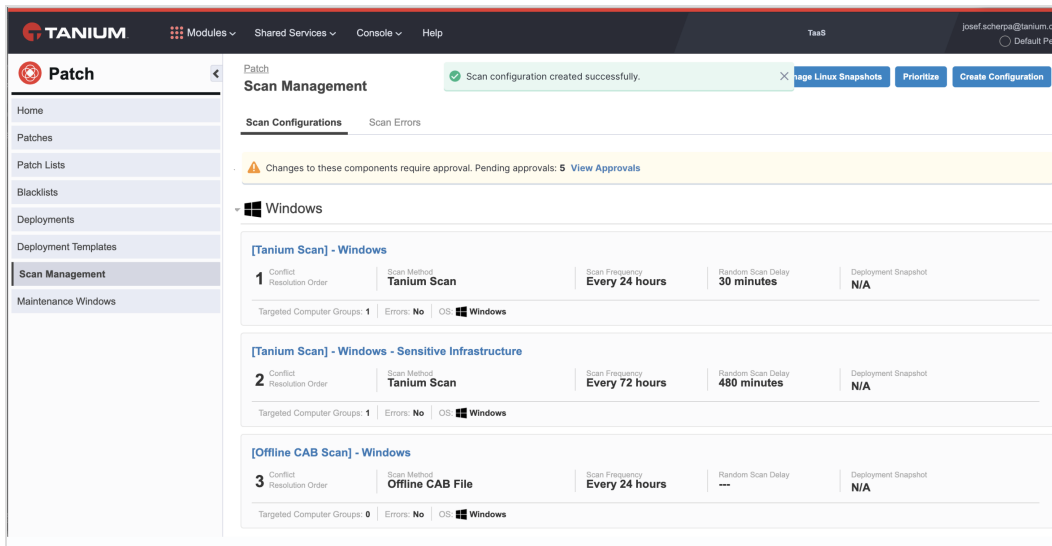 TANIUM.
Modules
Shared Services
Console
Help
TaaS
josef.scherpa@tanium.c
Default Pe
Patch
Home
Patches
Patch Lists
Blacklists
Deployments
Deployment Templates
Scan Management
Maintenance Windows
Patch
Scan Management
Scan configuration created successfully.
nage Linux Snapshots
Prioritize
Create Configuration
Scan Configurations
Scan Errors
Changes to these components require approval. Pending approvals: 5 View Approvals
Windows
[Tanium Scan] - Windows
1 Conflict Resolution Order
Scan Method
Tanium Scan
Scan Frequency
Every 24 hours
Random Scan Delay
30 minutes
Deployment Snapshot
N/A
Targeted Computer Groups: 1 Errors: No OS: Windows
[Tanium Scan] - Windows - Sensitive Infrastructure
2 Conflict Resolution Order
Scan Method
Tanium Scan
Scan Frequency
Every 72 hours
Random Scan Delay
480 minutes
Deployment Snapshot
N/A
Targeted Computer Groups: 1 Errors: No OS: Windows
[Offline CAB Scan] - Windows
3 Conflict Resolution Order
Scan Method
Offline CAB File
Scan Frequency
Every 24 hours
Random Scan Delay
---
Deployment Snapshot
N/A
Targeted Computer Groups: 0 Errors: No OS: Windows